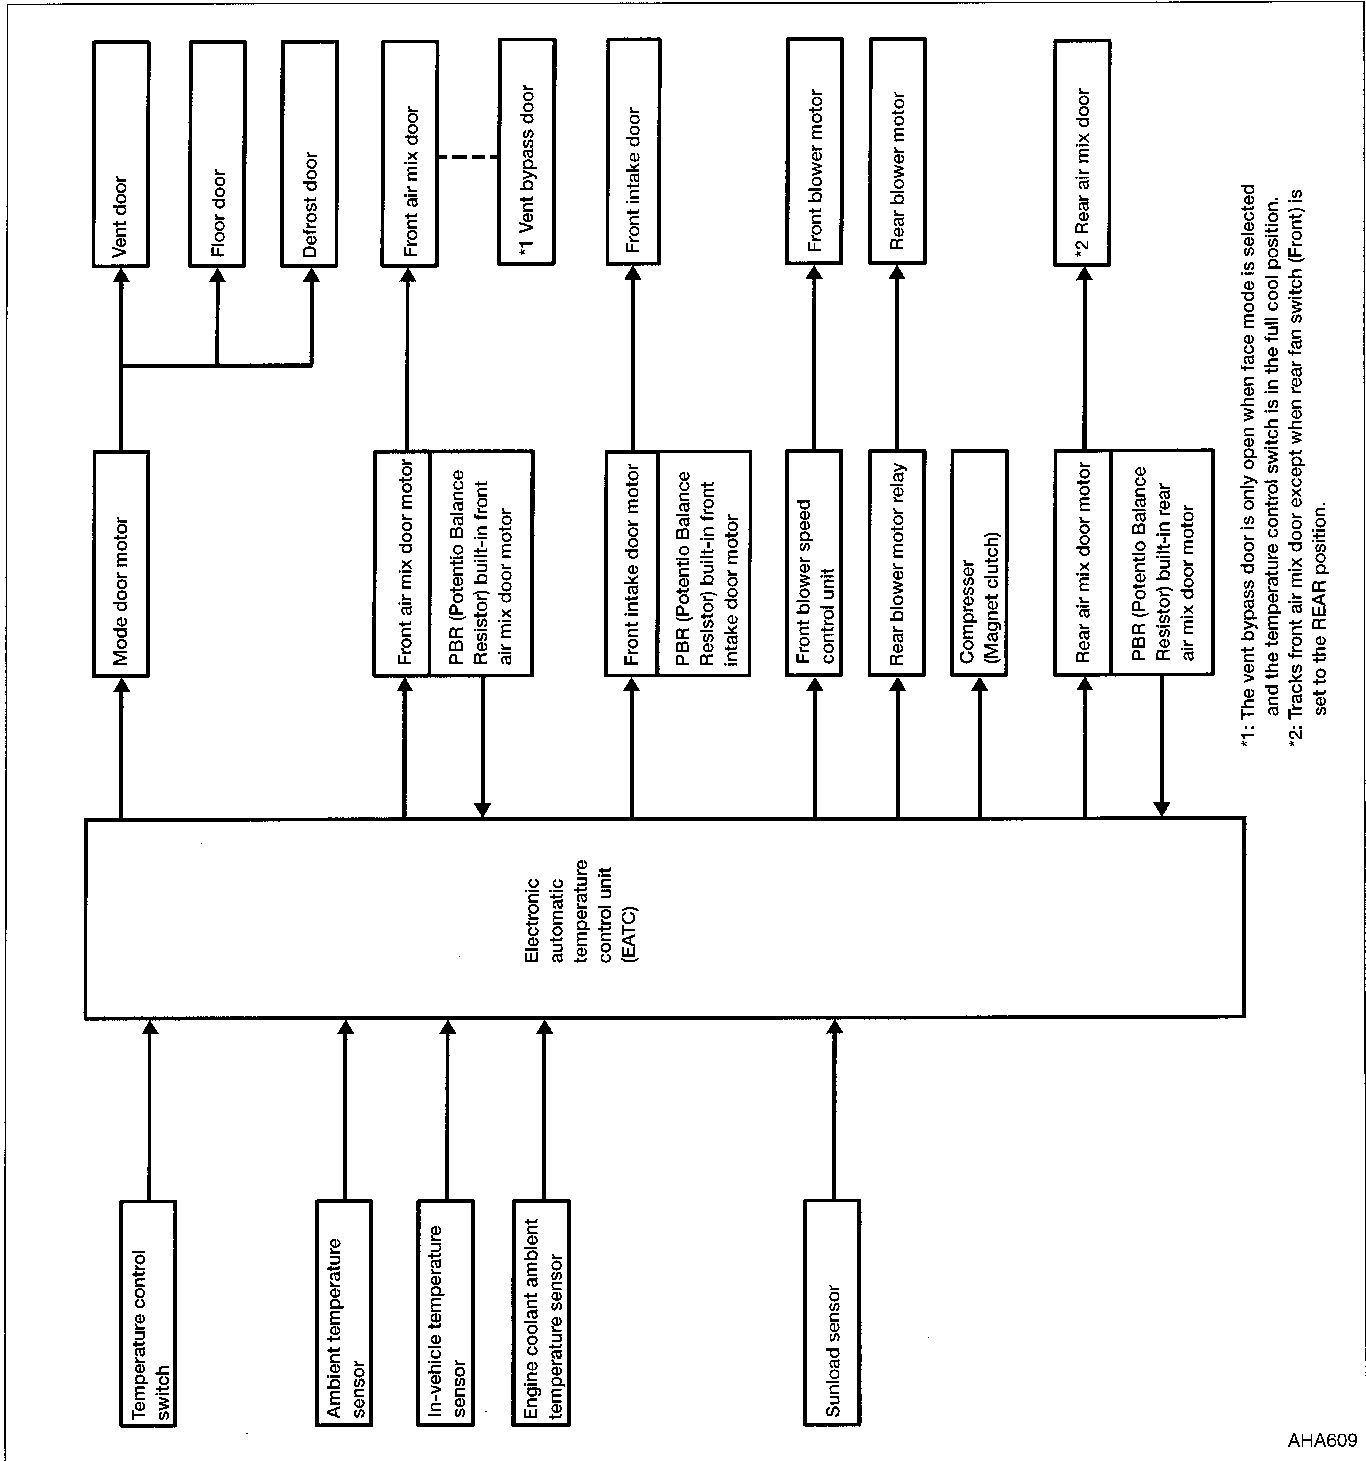 Temperature control
switch
Ambient temperature
sensor
In-vehicle temperature
sensor
Engine coolant ambient
temperature sensor
Sunload sensor
Electronic
automatic
temperature
control unit
(EATC)
Mode door motor
Front air mix door motor
PBR (Potentio Balance
Resistor) built-in front
air mix door motor
Front intake door motor
PBR (Potentio Balance
Resistor) built-in front
intake door motor
Front blower speed
control unit
Rear blower motor relay
Compresser
(Magnet clutch)
Rear air mix door motor
PBR (Potentio Balance
Resistor) built-in rear
air mix door motor
Vent door
Floor door
Defrost door
Front air mix door
*1 Vent bypass door
Front intake door
Front blower motor
Rear blower motor
*2 Rear air mix door
*1: The vent bypass door is only open when face mode is selected
and the temperature control switch is in the full cool position.
*2: Tracks front air mix door except when rear fan switch (Front) is
set to the REAR position.
AHA609